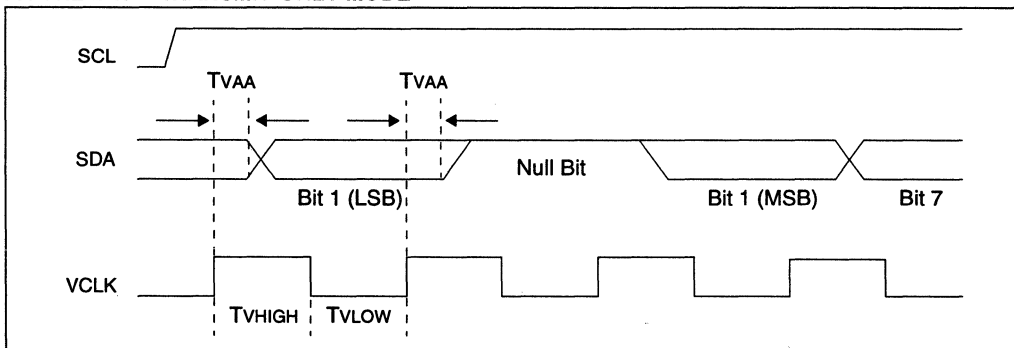 SCL
TVAA TVAA
SDA
Null Bit
Bit 1 (LSB) Bit 1 (MSB) Bit 7
VCLK
TVHIGH TVLOW